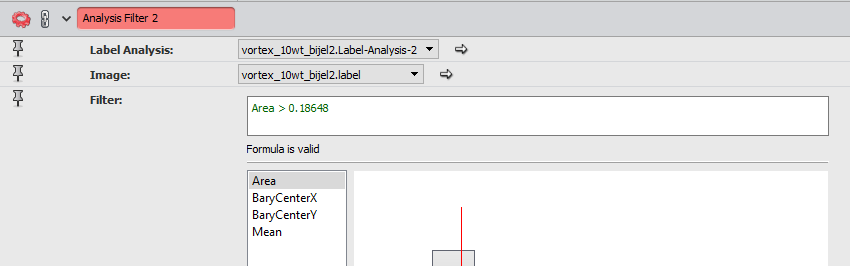 Analysis Filter 2
Label Analysis:
vortex_10wt_bijel2.Label-Analysis-2
Image:
vortex_10wt_bijel2.label
Filter:
Area > 0.18648
Formula is valid
Area
BaryCenterX
BaryCenterY
Mean